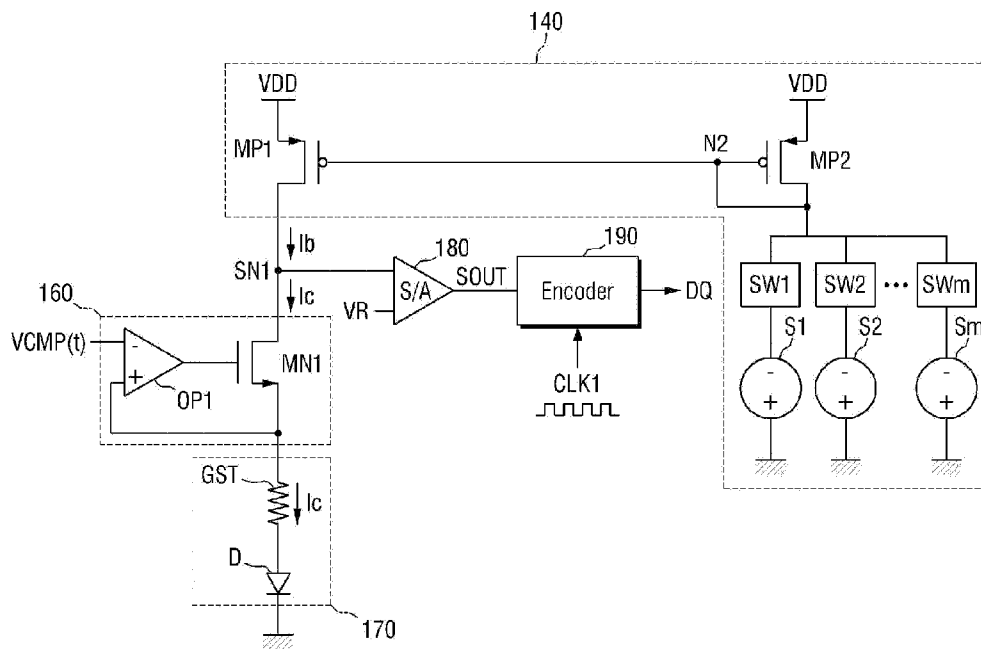 140
VDD
VDD
MP1
N2
MP2
Ib
SN1
180
190
S/A
SOUT
Encoder
DQ
SW1
SW2
•••
SWm
Ic
VR
160
VCMP(t)
-
+
OP1
MN1
CLK1
S1
S2
Sm
-
+
-
+
-
+
GST
Ic
D
170